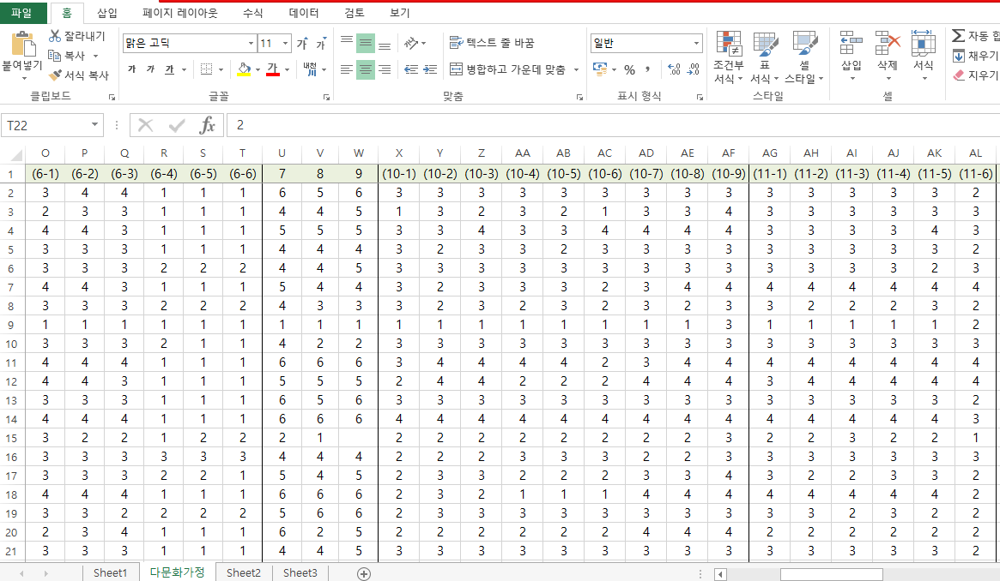 파일 홈 삽입 페이지 레이아웃 수식 데이터 검토 보기
잘라내기 맑은 고딕 11 가 가 텍스트 줄 바꿈 일반 자동 합
붙여넣기 복사 조건부 표 셀 삽입 삭제 서식 채우기
서식 복사 가 가 가 가 내천 川 병합하고 가운데 맞춤 % , 서식 서식 스타일 지우기
클립보드 글꼴 맞춤 표시 형식 스타일 셀
T22 fx 2
O P Q R S T U V W X Y Z AA AB AC AD AE AF AG AH AI AJ AK AL
1 (6-1) (6-2) (6-3) (6-4) (6-5) (6-6) 7 8 9 (10-1) (10-2) (10-3) (10-4) (10-5) (10-6) (10-7) (10-8) (10-9) (11-1) (11-2) (11-3) (11-4) (11-5) (11-6)
2 3 4 4 1 1 1 6 5 6 3 3 3 3 3 3 3 3 3 3 3 3 3 3 2
3 2 3 3 1 1 1 4 4 5 1 3 2 3 2 1 3 3 4 3 3 3 3 3 3
4 4 4 3 1 1 1 5 5 5 3 3 4 3 3 4 4 4 4 3 3 3 3 4 3
5 3 3 3 1 1 1 4 4 4 3 2 3 3 2 3 3 3 3 3 3 3 3 3 2
6 3 3 3 2 2 2 4 4 5 3 3 3 3 3 3 3 3 3 3 3 3 3 2 3
7 4 4 3 1 1 1 5 4 4 3 2 3 3 3 2 3 4 4 4 4 4 4 4 4
8 3 3 3 2 2 2 4 3 3 3 2 3 2 3 2 3 2 3 3 2 2 2 3 2
9 1 1 1 1 1 1 1 1 1 1 1 1 1 1 1 1 1 3 1 1 1 1 1 2
10 3 3 3 2 1 1 4 2 2 3 3 3 3 3 3 3 3 3 3 3 3 3 3 3
11 4 4 4 1 1 1 6 6 6 3 4 4 4 4 2 3 4 4 4 4 4 4 4 4
12 4 4 3 1 1 1 5 5 5 2 4 4 2 2 2 4 4 4 3 4 4 4 4 4
13 3 3 3 1 1 1 6 5 6 3 3 3 3 3 3 3 3 3 3 3 3 3 3 2
14 4 4 4 1 1 1 6 6 6 4 4 4 4 4 4 4 4 4 4 4 4 4 4 3
15 3 2 2 1 2 2 2 1 2 2 2 2 2 2 2 2 3 2 2 3 2 2 1
16 3 3 3 3 3 3 4 4 4 2 2 2 3 3 3 2 2 3 3 3 3 3 3 3
17 3 3 3 2 2 1 5 4 5 2 3 3 2 2 2 3 3 4 3 2 2 3 3 2
18 4 4 4 1 1 1 6 6 6 2 3 2 1 1 1 4 4 4 4 4 4 4 4 2
19 3 3 2 2 2 2 5 6 6 2 3 3 3 3 3 3 3 3 3 3 2 3 2 2
20 2 3 4 1 1 1 6 2 5 2 2 2 2 2 2 4 4 4 2 2 2 2 2 2
21 3 3 3 1 1 1 4 4 5 3 3 3 3 3 3 3 3 3 3 3 3 3 3 2
Sheet1 다문화가정 Sheet2 Sheet3